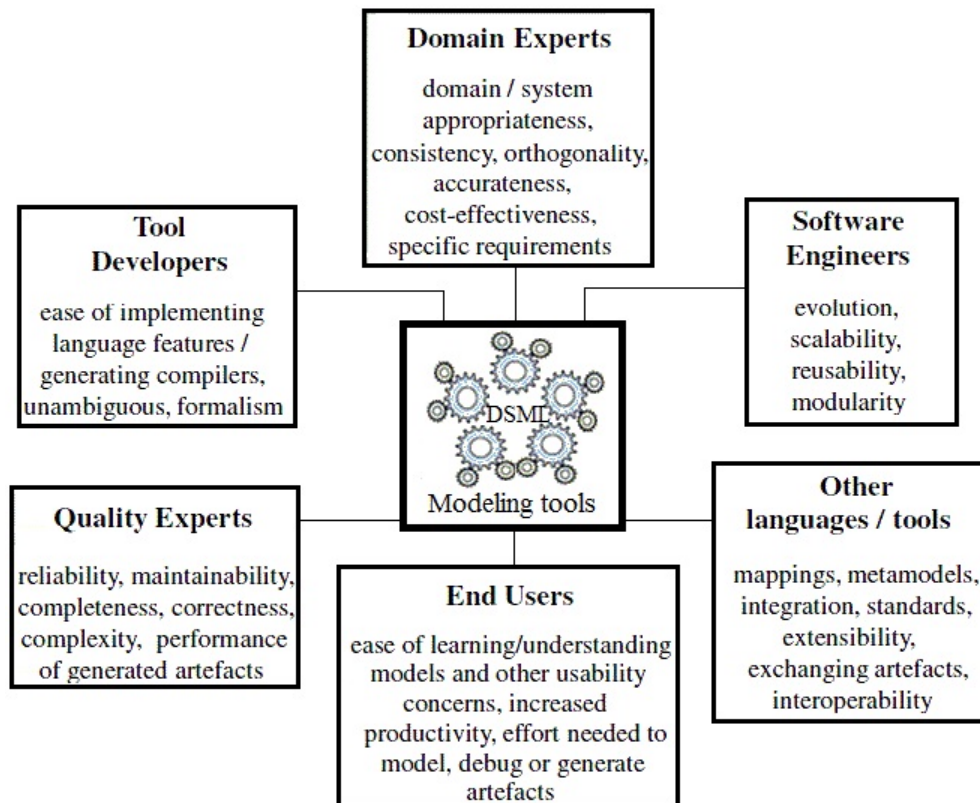 Domain Experts
domain / system
appropriateness,
consistency, orthogonality,
accurateness,
cost-effectiveness,
specific requirements
Tool
Developers
ease of implementing
language features /
generating compilers,
unambiguous, formalism
Software
Engineers
evolution,
scalability,
reusability,
modularity
DSML
Modeling tools
Quality Experts
reliability, maintainability,
completeness, correctness,
complexity, performance
of generated artefacts
End Users
ease of learning/understanding
models and other usability
concerns, increased
productivity, effort needed to
model, debug or generate
artefacts
Other
languages / tools
mappings, metamodels,
integration, standards,
extensibility,
exchanging artefacts,
interoperability